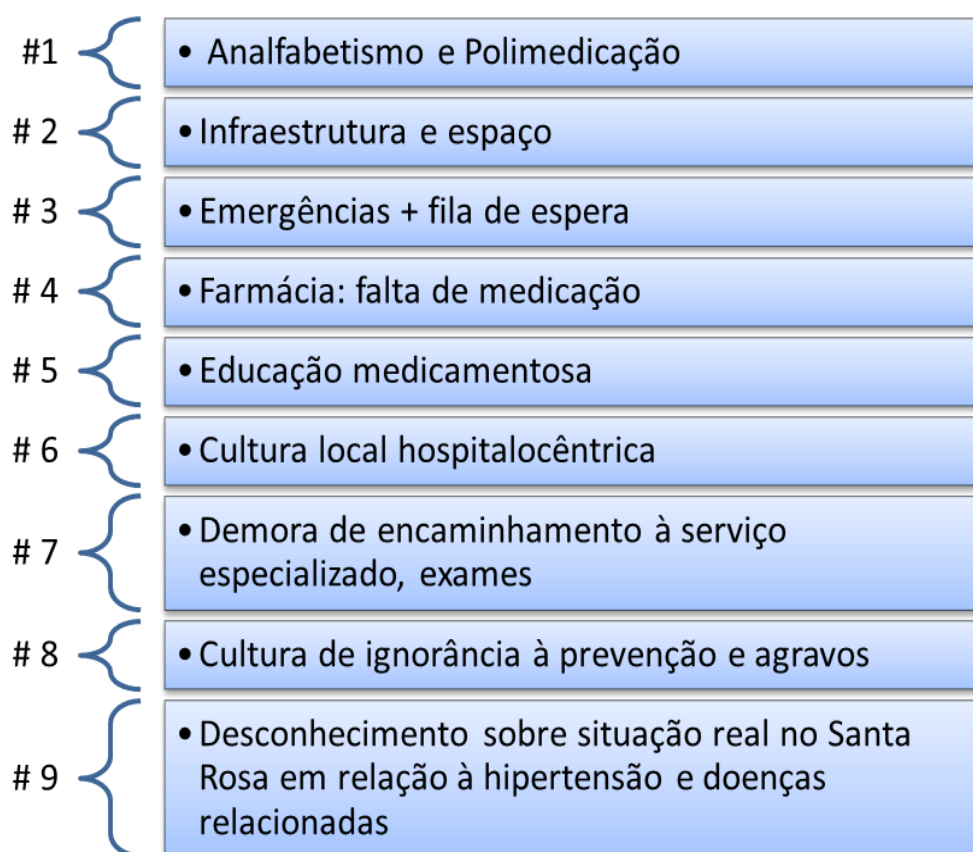 #1 • Analfabetismo e Polimedicação
# 2 • Infraestrutura e espaço
# 3 • Emergências + fila de espera
# 4 • Farmácia: falta de medicação
# 5 • Educação medicamentosa
# 6 • Cultura local hospitalocêntrica
# 7 • Demora de encaminhamento à serviço
especializado, exames
# 8 • Cultura de ignorância à prevenção e agravos
# 9 • Desconhecimento sobre situação real no Santa
Rosa em relação à hipertensão e doenças
relacionadas